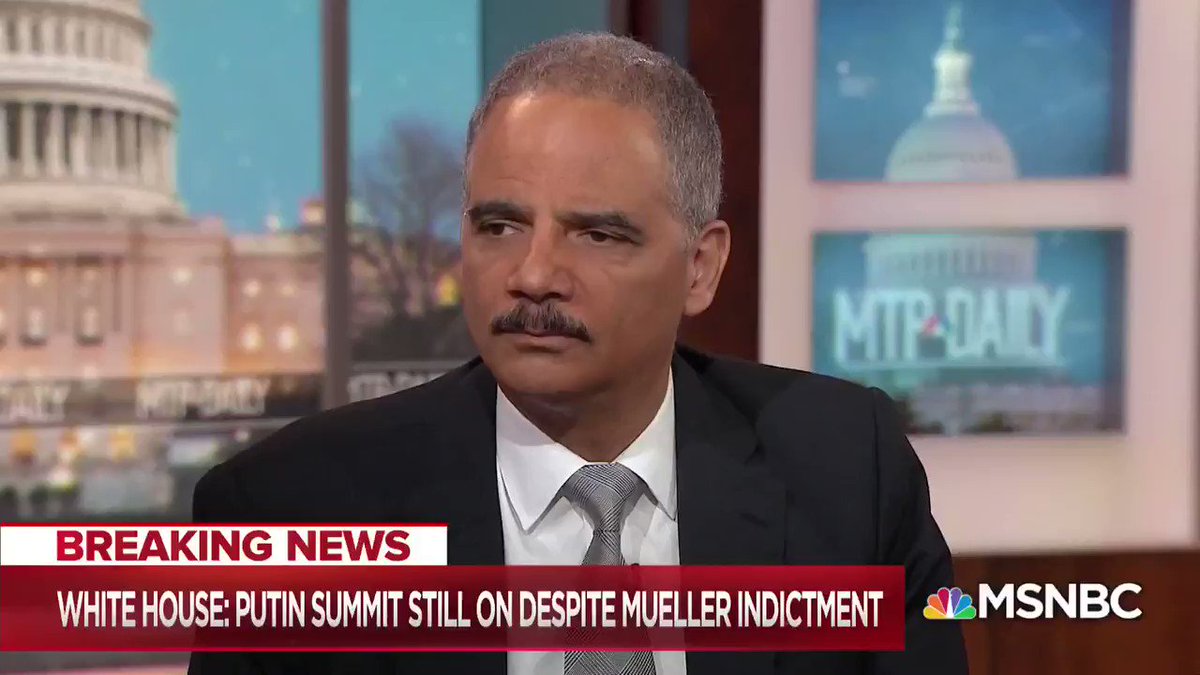 MTP DAILY
MTP-DAILY
BREAKING NEWS
WHITE HOUSE: PUTIN SUMMIT STILL ON DESPITE MUELLER INDICTMENT
MSNBC